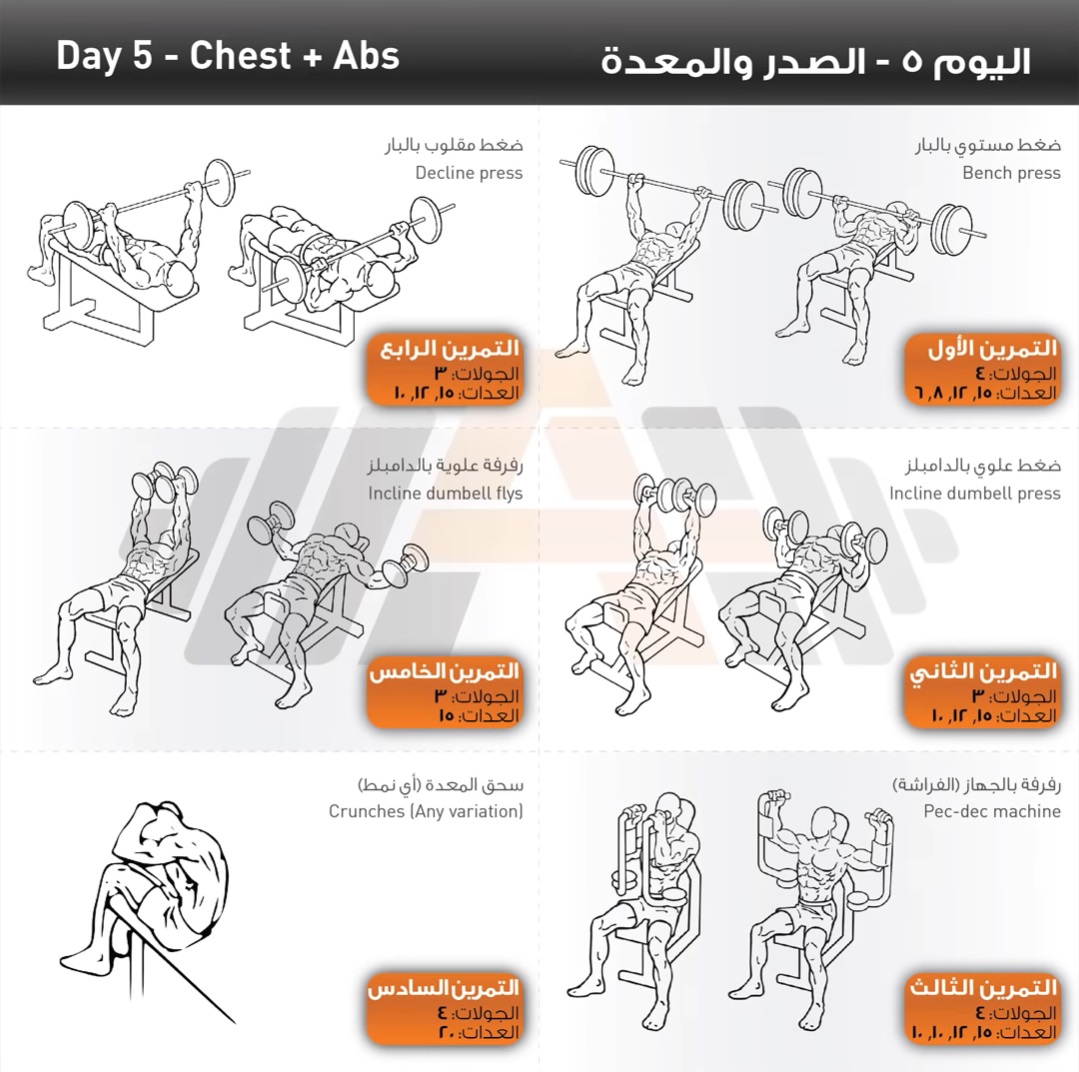 Day 5 - Chest + Abs
اليوم ٥ - الصدر والمعدة
ضغط مستوي بالبار
Bench press
التمرين الأول
الجولات: ٤
العدات: ١٥, ١٢, ٨, ٦
ضغط علوي بالدامبلز
Incline dumbell press
التمرين الثاني
الجولات: ٣
العدات: ١٥, ١٢, ١٠
رفرفة بالجهاز (الفراشة)
Pec-dec machine
التمرين الثالث
الجولات: ٤
العدات: ١٥, ١٢, ١٠, ١٠
ضغط مقلوب بالبار
Decline press
التمرين الرابع
الجولات: ٣
العدات: ١٥, ١٢, ١٠
رفرفة علوية بالدامبلز
Incline dumbell flys
التمرين الخامس
الجولات: ٣
العدات: ١٥
سحق المعدة (أي نمط)
Crunches (Any variation)
التمرين السادس
الجولات: ٤
العدات: ٢٠